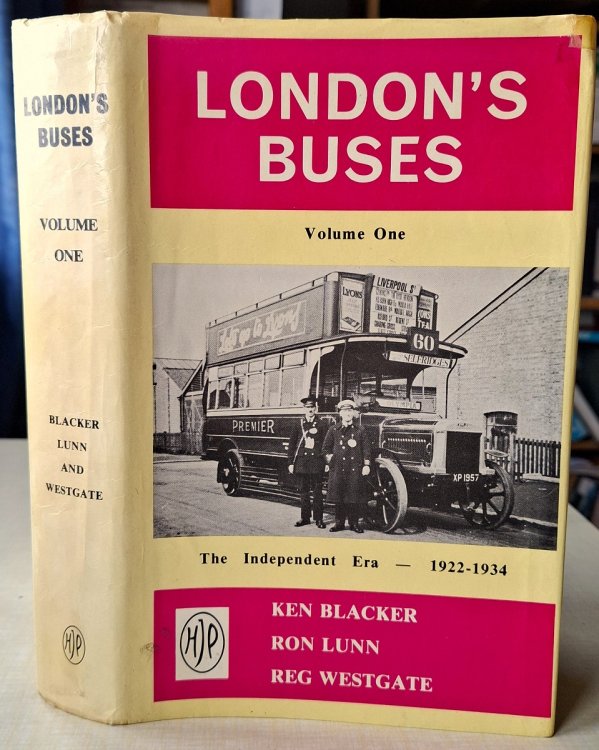 LONDON'S
BUSES
VOLUME
ONE
BLACKER
LUNN
AND
WESTGATE
HJP
LONDON'S
BUSES
Volume One
LYONS
LIVERPOOL ST
60
SELFRIDGES
PREMIER
XP 1957
The Independent Era — 1922-1934
HJP
KEN BLACKER
RON LUNN
REG WESTGATE